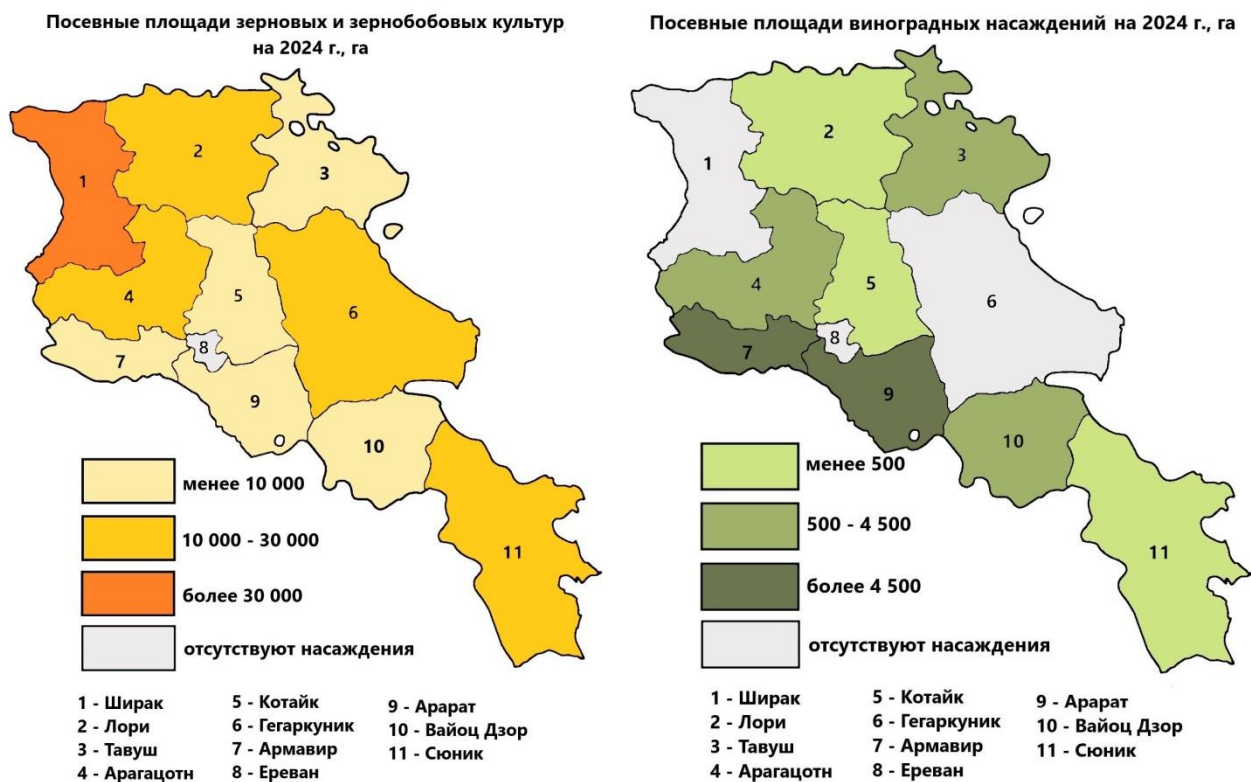 Посевные площади зерновых и зернобобовых культур
на 2024 г., га
1
2
3
4
5
6
7
8
9
10
11
менее 10 000
10 000 - 30 000
более 30 000
отсутствуют насаждения
1 - Ширак
2 - Лори
3 - Тавуш
4 - Арагацотн
5 - Котайк
6 - Гегаркуник
7 - Армавир
8 - Ереван
9 - Арарат
10 - Вайоц Дзор
11 - Сюник
Посевные площади виноградных насаждений на 2024 г., га
1
2
3
4
5
6
7
8
9
10
11
менее 500
500 - 4 500
более 4 500
отсутствуют насаждения
1 - Ширак
2 - Лори
3 - Тавуш
4 - Арагацотн
5 - Котайк
6 - Гегаркуник
7 - Армавир
8 - Ереван
9 - Арарат
10 - Вайоц Дзор
11 - Сюник